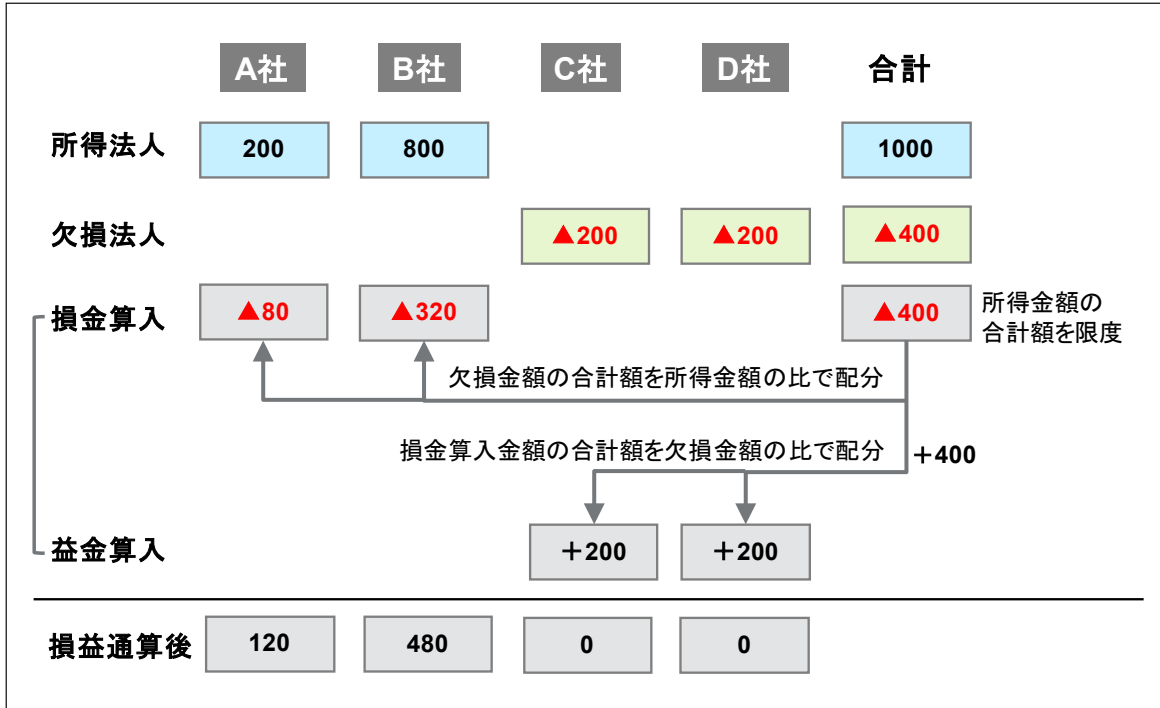 A社 B社 C社 D社 合計
所得法人 200 800 1000
欠損法人 ▲200 ▲200 ▲400
損金算入 ▲80 ▲320 ▲400 所得金額の
合計額を限度
欠損金額の合計額を所得金額の比で配分
損金算入金額の合計額を欠損金額の比で配分 ＋400
益金算入 ＋200 ＋200
損益通算後 120 480 0 0